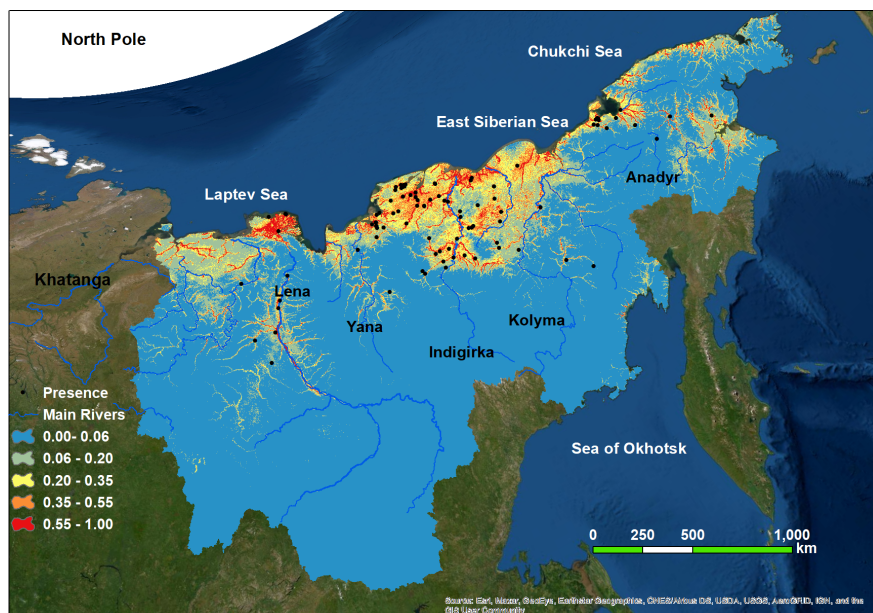 North Pole
Chukchi Sea
East Siberian Sea
Anadyr
Laptev Sea
Khatanga
Lena
Yana
Kolyma
Indigirka
Presence
Main Rivers
0.00- 0.06
0.06 - 0.20
0.20 - 0.35
0.35 - 0.55
0.55 - 1.00
Sea of Okhotsk
0 250 500 1,000
km
Source: Esri, Maxar, GeoEye, Earthstar Geographics, CNES/Airbus DS, USDA, USGS, AeroGRID, IGN, and the
GIS User Community